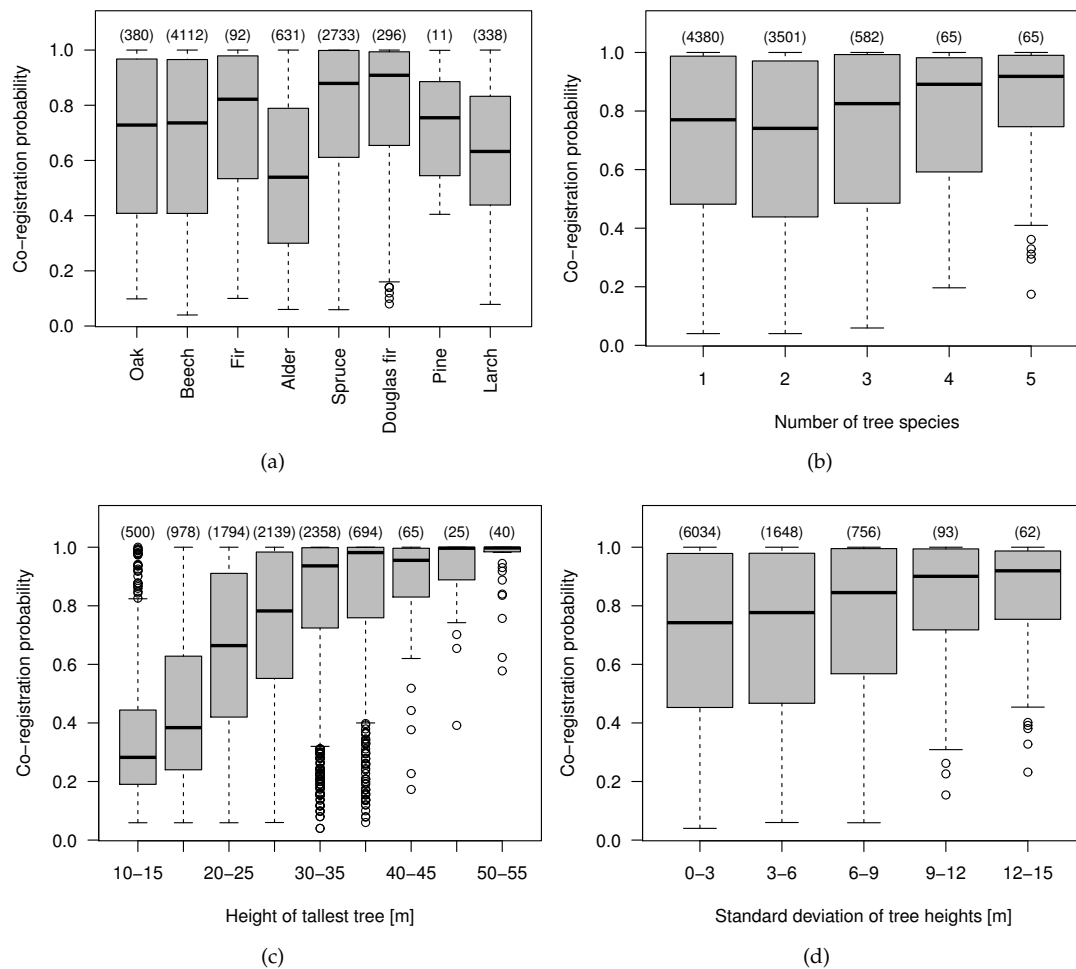 (380) (4112) (92) (631) (2733) (296) (11) (338)
1.0
0.8
0.6
0.4
0.2
0.0
Co−registration probability
Oak
Beech
Fir
Alder
Spruce
Douglas fir
Pine
Larch
(a)
(4380) (3501) (582) (65) (65)
1.0
0.8
0.6
0.4
0.2
0.0
Co−registration probability
1 2 3 4 5
Number of tree species
(b)
(500) (978) (1794) (2139) (2358) (694) (65) (25) (40)
1.0
0.8
0.6
0.4
0.2
0.0
Co−registration probability
10−15 20−25 30−35 40−45 50−55
Height of tallest tree [m]
(c)
(6034) (1648) (756) (93) (62)
1.0
0.8
0.6
0.4
0.2
0.0
Co−registration probability
0−3 3−6 6−9 9−12 12−15
Standard deviation of tree heights [m]
(d)